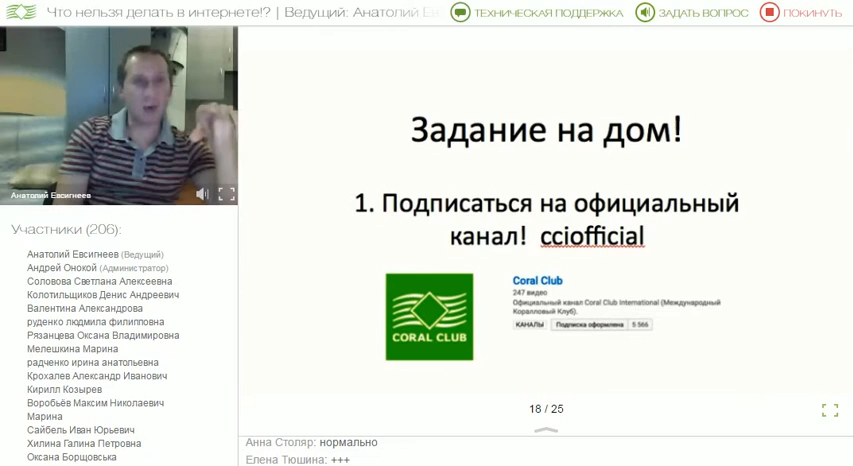 Что нельзя делать в интернете!? | Ведущий: Анатолий
ТЕХНИЧЕСКАЯ ПОДДЕРЖКА
ЗАДАТЬ ВОПРОС
ПОКИНУТЬ
Анатолий Евсигнеев
Участники (206):
Анатолий Евсигнеев (Ведущий)
Андрей Онокой (Администратор)
Соловова Светлана Алексеевна
Колотильщиков Денис Андреевич
Валентина Александрова
руденко людмила филипповна
Рязанцева Оксана Владимировна
Мелешкина Марина
радченко ирина анатольевна
Крохалев Александр Иванович
Кирилл Козырев
Воробьёв Максим Николаевич
Марина
Сайбель Иван Юрьевич
Хилина Галина Петровна
Оксана Борщовська
Задание на дом!
1. Подписаться на официальный
канал! cciofficial
CORAL CLUB
Coral Club
247 видео
Официальный канал Coral Club International (Международный
Коралловый Клуб).
КАНАЛЫ Подписка оформлена 5 566
18 / 25
Анна Столяр: нормально
Елена Тюшина: +++